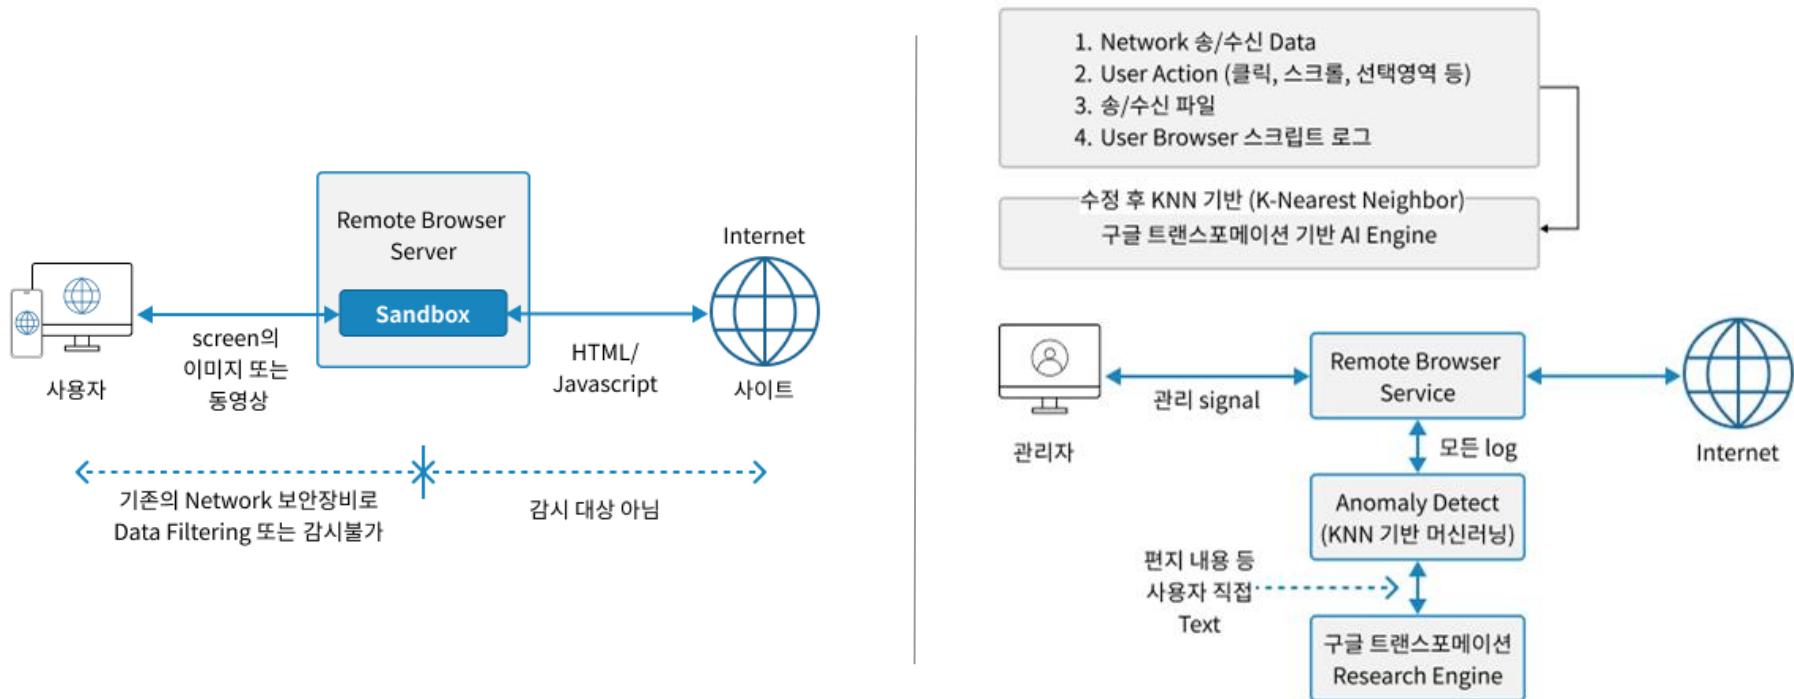 Remote Browser
Server
Sandbox
Internet
screen의
이미지 또는
동영상
HTML/
Javascript
사용자
사이트
기존의 Network 보안장비로
Data Filtering 또는 감시불가
감시 대상 아님
1. Network 송/수신 Data
2. User Action (클릭, 스크롤, 선택영역 등)
3. 송/수신 파일
4. User Browser 스크립트 로그
수정 후 KNN 기반 (K-Nearest Neighbor)
구글 트랜스포메이션 기반 AI Engine
관리 signal
관리자
Remote Browser
Service
Internet
모든 log
Anomaly Detect
(KNN 기반 머신러닝)
편지 내용 등
사용자 직접
Text
구글 트랜스포메이션
Research Engine